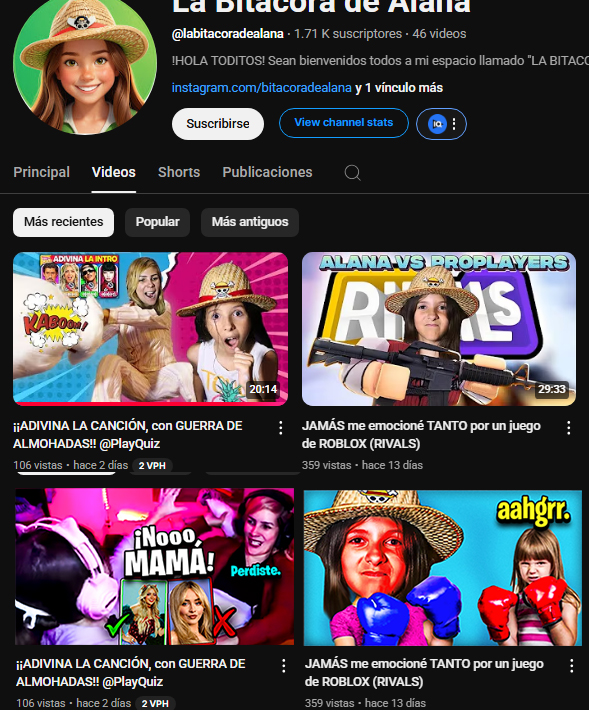 La Bitácora de Alana
@labitacoradealana · 1.71 K suscriptores · 46 videos
!HOLA TODITOS! Sean bienvenidos todos a mi espacio llamado "LA BITÁC
instagram.com/bitacoradealana y 1 vínculo más
Suscribirse
View channel stats
IQ
Principal
Videos
Shorts
Publicaciones
Más recientes
Popular
Más antiguos
ADIVINA LA INTRO
KABOOM!
20:14
ALANA VS PROPLAYERS
RIVALS
29:33
¡¡ADIVINA LA CANCIÓN, con GUERRA DE
ALMOHADAS!! @PlayQuiz
106 vistas · hace 2 días 2 VPH
JAMÁS me emocioné TANTO por un juego
de ROBLOX (RIVALS)
359 vistas · hace 13 días
¡Nooo,
MAMÁ!
Perdiste.
aahgrr.
¡¡ADIVINA LA CANCIÓN, con GUERRA DE
ALMOHADAS!! @PlayQuiz
106 vistas · hace 2 días 2 VPH
JAMÁS me emocioné TANTO por un juego
de ROBLOX (RIVALS)
359 vistas · hace 13 días